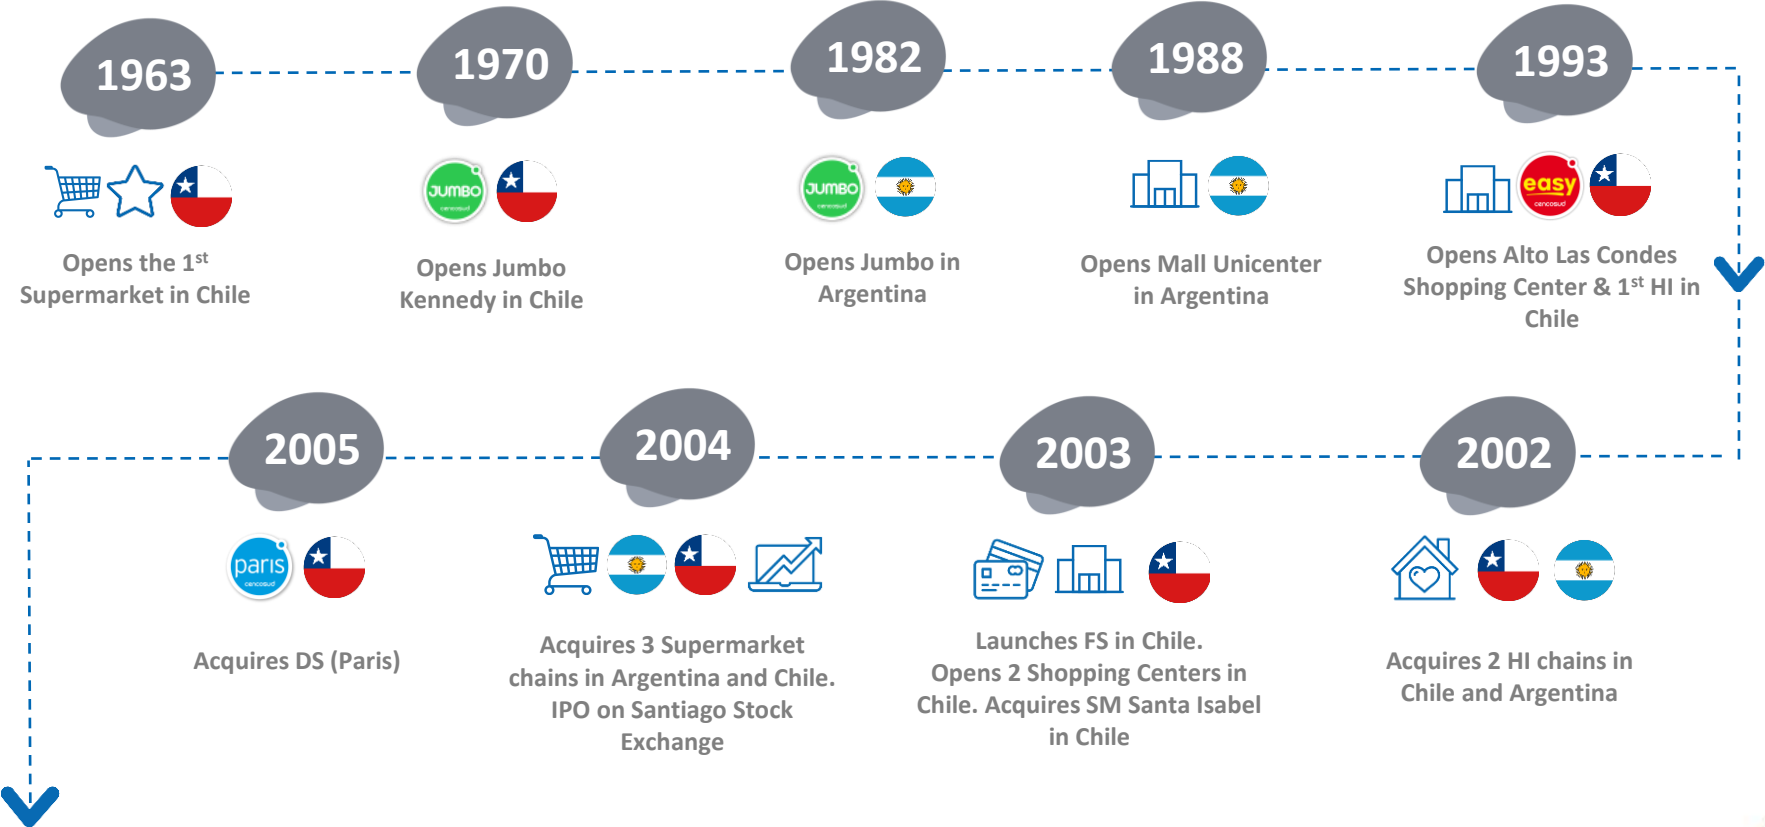 1963
1970
1982
1988
1993
JUMBO
cencosud
JUMBO
cencosud
easy
cencosud
Opens the 1st
Supermarket in Chile
Opens Jumbo
Kennedy in Chile
Opens Jumbo in
Argentina
Opens Mall Unicenter
in Argentina
Opens Alto Las Condes
Shopping Center & 1st HI in
Chile
2005
2004
2003
2002
paris
cencosud
Acquires DS (Paris)
Acquires 3 Supermarket
chains in Argentina and Chile.
IPO on Santiago Stock
Exchange
Launches FS in Chile.
Opens 2 Shopping Centers in
Chile. Acquires SM Santa Isabel
in Chile
Acquires 2 HI chains in
Chile and Argentina